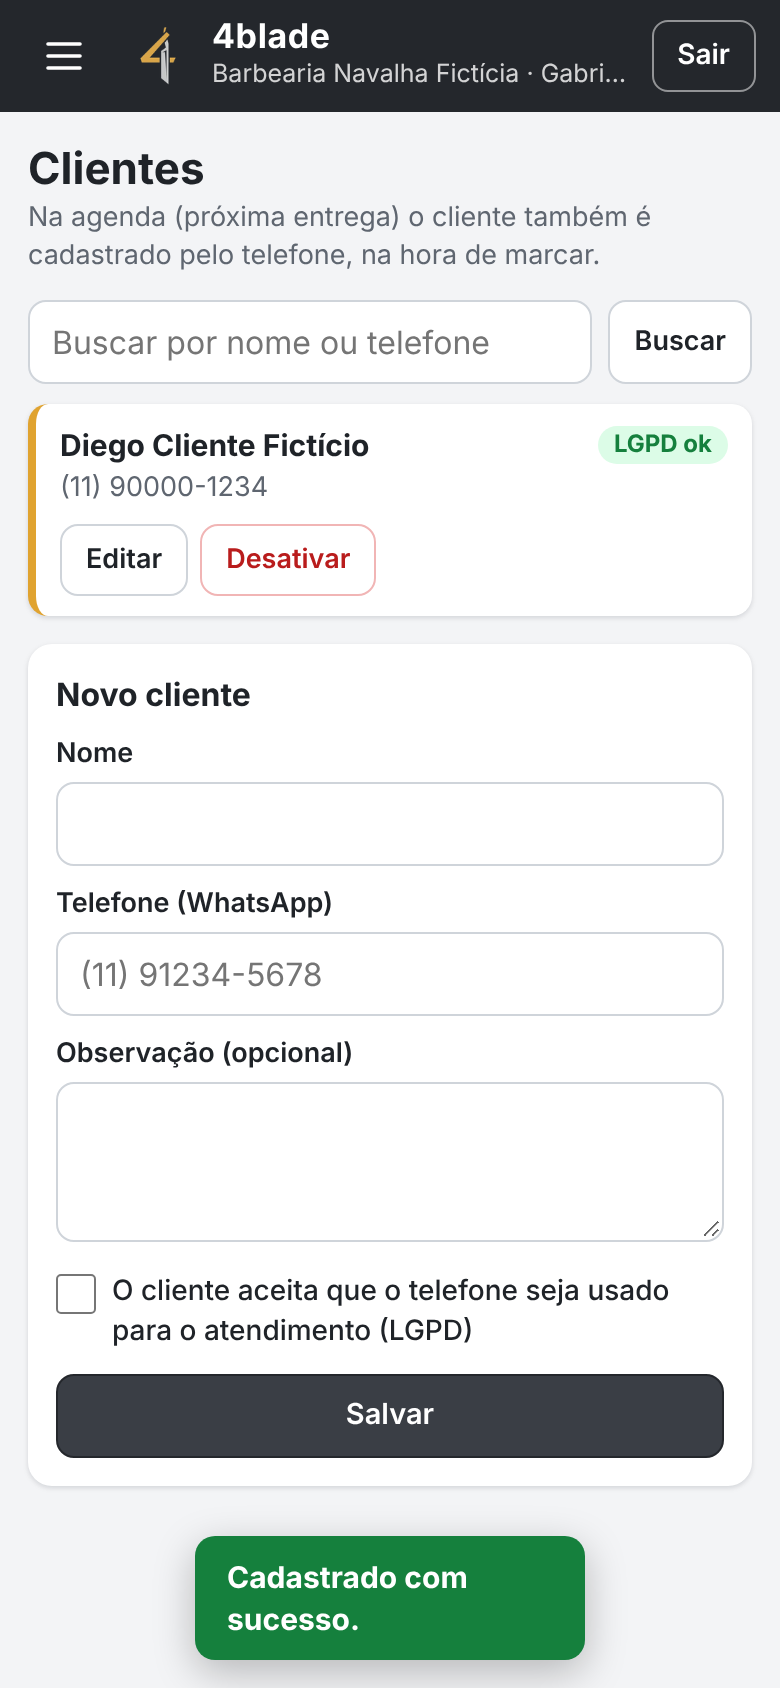 4blade
Barbearia Navalha Fictícia · Gabri...
Sair
Clientes
Na agenda (próxima entrega) o cliente também é
cadastrado pelo telefone, na hora de marcar.
Buscar por nome ou telefone
Buscar
Diego Cliente Fictício
LGPD ok
(11) 90000-1234
Editar
Desativar
Novo cliente
Nome
Telefone (WhatsApp)
(11) 91234-5678
Observação (opcional)
O cliente aceita que o telefone seja usado
para o atendimento (LGPD)
Salvar
Cadastrado com
sucesso.